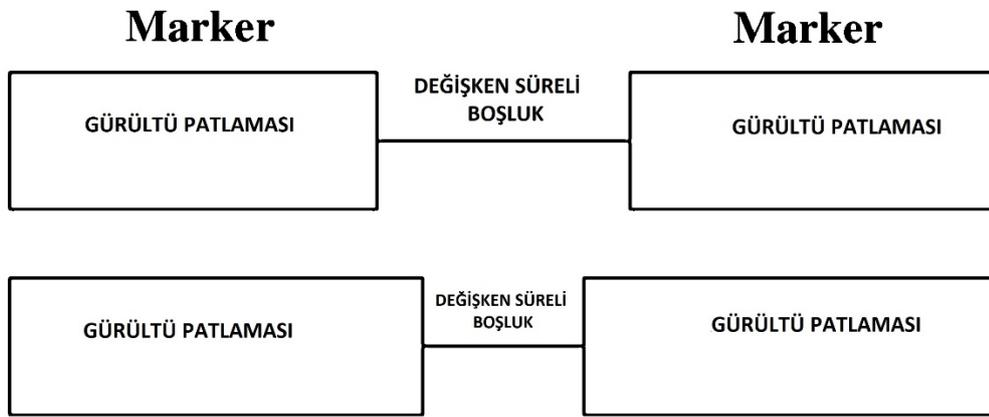 Marker
Marker
DEĞİŞKEN SÜRELİ
BOŞLUK
GÜRÜLTÜ PATLAMASI
GÜRÜLTÜ PATLAMASI
DEĞİŞKEN SÜRELİ
BOŞLUK
GÜRÜLTÜ PATLAMASI
GÜRÜLTÜ PATLAMASI